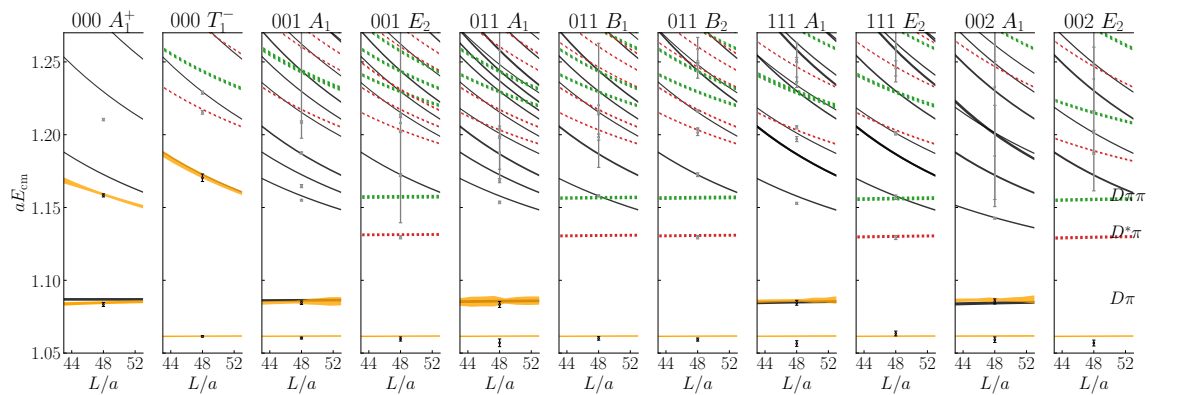 000 A₁⁺ 000 T₁⁻ 001 A₁ 001 E₂ 011 A₁ 011 B₁ 011 B₂ 111 A₁ 111 E₂ 002 A₁ 002 E₂
1.25
1.20
aE_cm
1.15
1.10
1.05
Dππ
D*π
Dπ
44 48 52 44 48 52 44 48 52 44 48 52 44 48 52 44 48 52 44 48 52 44 48 52 44 48 52 44 48 52 44 48 52
L/a L/a L/a L/a L/a L/a L/a L/a L/a L/a L/a